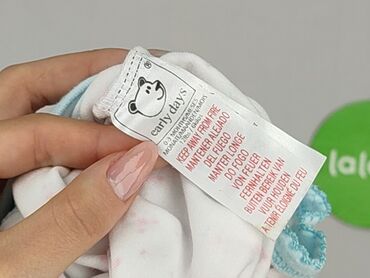 ®
early days
KEEP AWAY FROM FIRE
MANTENER ALEJADO
DEL FUEGO
MANTER LONGE
DO FOGO
VON FEUER
FERNHALTEN
BUITEN BEREIK VAN
VUUR HOUDEN
A TENIR ELOIGNE DU FEU
lala